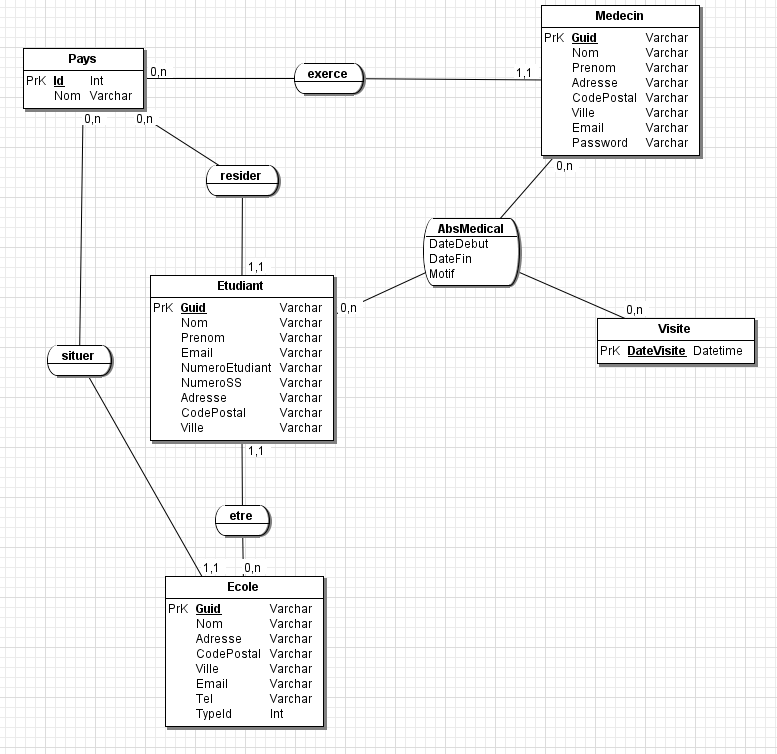 Medecin
PrK Guid Varchar
Nom Varchar
Prenom Varchar
Adresse Varchar
CodePostal Varchar
Ville Varchar
Email Varchar
Password Varchar
Pays
PrK Id Int
Nom Varchar
0,n
exerce
1,1
0,n
0,n
resider
1,1
0,n
AbsMedical
DateDebut
DateFin
Motif
0,n
0,n
Etudiant
PrK Guid Varchar
Nom Varchar
Prenom Varchar
Email Varchar
NumeroEtudiant Varchar
NumeroSS Varchar
Adresse Varchar
CodePostal Varchar
Ville Varchar
Visite
PrK DateVisite Datetime
situer
1,1
etre
1,1
0,n
Ecole
PrK Guid Varchar
Nom Varchar
Adresse Varchar
CodePostal Varchar
Ville Varchar
Email Varchar
Tel Varchar
TypeId Int